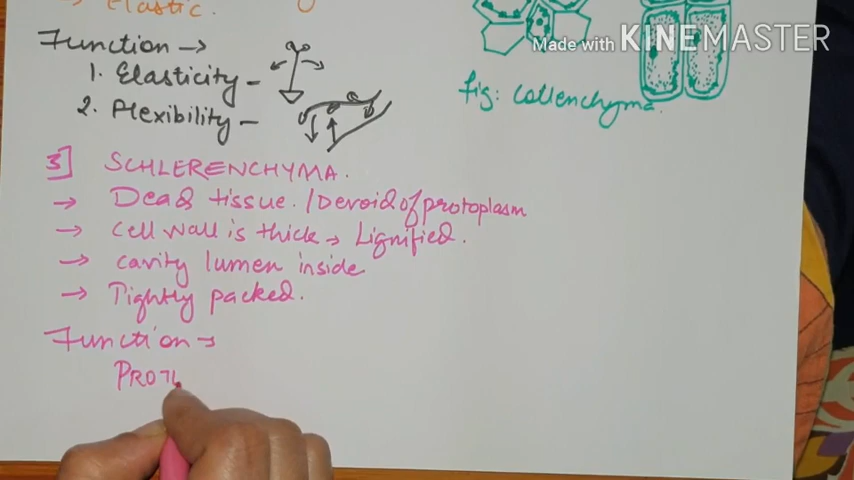 → Elastic.
Function →
1. Elasticity -
2. Flexibility -
fig: Collenchyma.
Made with KINEMASTER
3] SCHLERENCHYMA.
→ Dead tissue. / Devoid of protoplasm
→ Cell wall is thick → Lignified.
→ cavity lumen inside
→ Tightly packed.
Function →
PROT